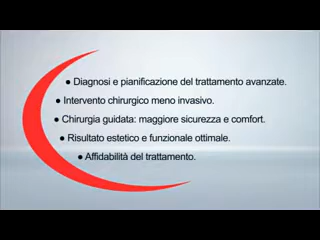 ● Diagnosi e pianificazione del trattamento avanzate.
● Intervento chirurgico meno invasivo.
● Chirurgia guidata: maggiore sicurezza e comfort.
● Risultato estetico e funzionale ottimale.
● Affidabilità del trattamento.